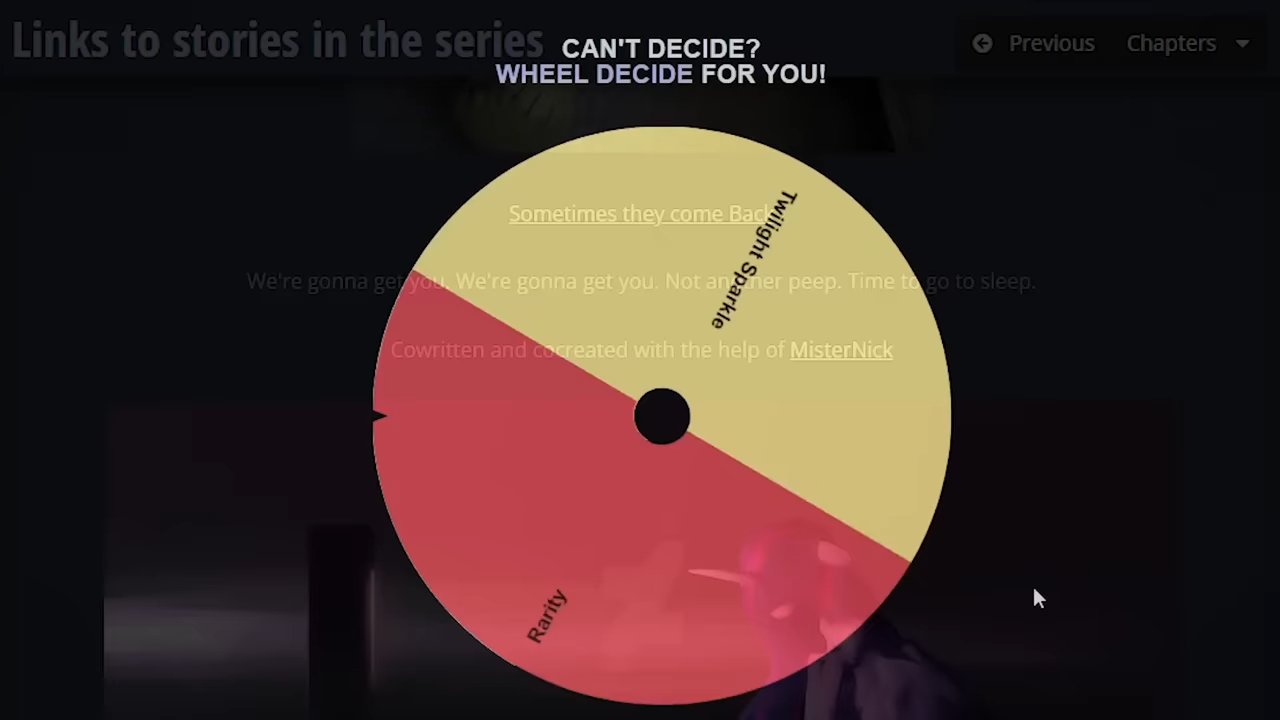 Links to stories in the series
Previous
Chapters
CAN'T DECIDE?
WHEEL DECIDE FOR YOU!
Sometimes they come Back
Twilight Sparkle
We're gonna get you. We're gonna get you. Not another peep. Time to go to sleep.
Cowritten and cocreated with the help of MisterNick
Rarity